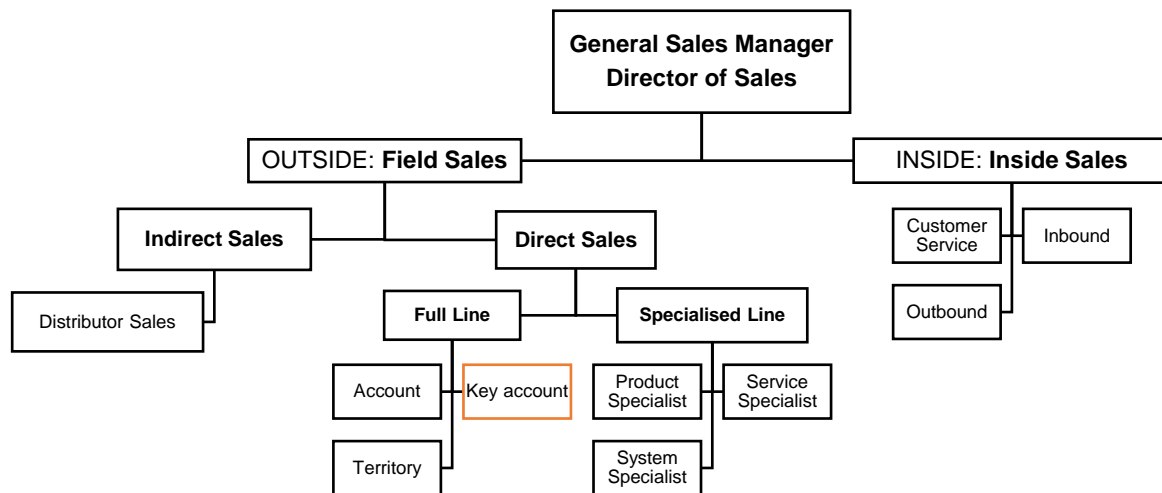 General Sales Manager
Director of Sales
OUTSIDE: Field Sales
INSIDE: Inside Sales
Indirect Sales
Direct Sales
Customer
Service
Inbound
Distributor Sales
Full Line
Specialised Line
Outbound
Account
Key account
Product
Specialist
Service
Specialist
Territory
System
Specialist